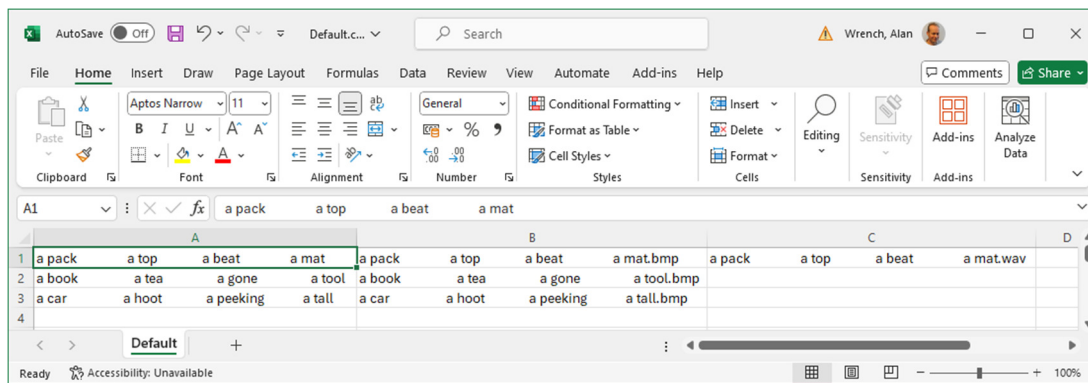 AutoSave Off Default.c... Search Wrench, Alan
File Home Insert Draw Page Layout Formulas Data Review View Automate Add-ins Help Comments Share
Paste
Clipboard
Aptos Narrow 11
B I U A A
Font
ab
Alignment
General
%
Number
Conditional Formatting
Format as Table
Cell Styles
Styles
Insert
Delete
Format
Cells
Editing
Sensitivity
Sensitivity
Add-ins
Add-ins
Analyze
Data
A1 fx a pack a top a beat a mat
A B C D
1 a pack a top a beat a mat a pack a top a beat a mat.bmp a pack a top a beat a mat.wav
2 a book a tea a gone a tool a book a tea a gone a tool.bmp
3 a car a hoot a peeking a tall a car a hoot a peeking a tall.bmp
4
Default
Ready Accessibility: Unavailable 100%